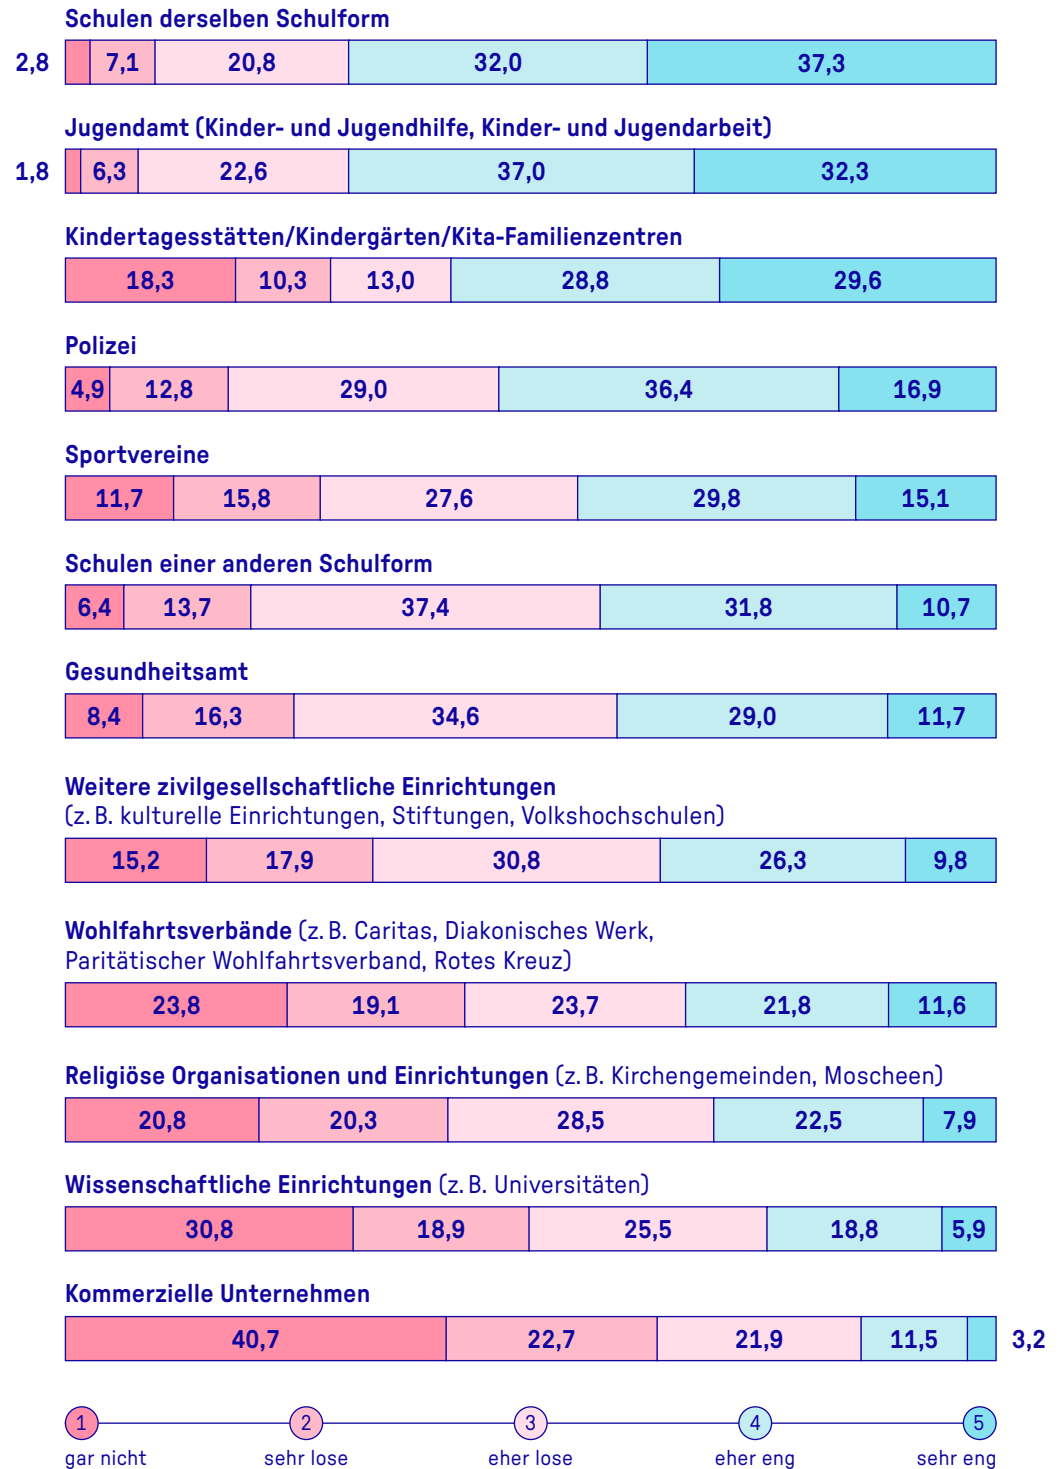 Schulen derselben Schulform
2,8 7,1 20,8 32,0 37,3
Jugendamt (Kinder- und Jugendhilfe, Kinder- und Jugendarbeit)
1,8 6,3 22,6 37,0 32,3
Kindertagesstätten/Kindergärten/Kita-Familienzentren
18,3 10,3 13,0 28,8 29,6
Polizei
4,9 12,8 29,0 36,4 16,9
Sportvereine
11,7 15,8 27,6 29,8 15,1
Schulen einer anderen Schulform
6,4 13,7 37,4 31,8 10,7
Gesundheitsamt
8,4 16,3 34,6 29,0 11,7
Weitere zivilgesellschaftliche Einrichtungen
(z. B. kulturelle Einrichtungen, Stiftungen, Volkshochschulen)
15,2 17,9 30,8 26,3 9,8
Wohlfahrtsverbände (z. B. Caritas, Diakonisches Werk,
Paritätischer Wohlfahrtsverband, Rotes Kreuz)
23,8 19,1 23,7 21,8 11,6
Religiöse Organisationen und Einrichtungen (z. B. Kirchengemeinden, Moscheen)
20,8 20,3 28,5 22,5 7,9
Wissenschaftliche Einrichtungen (z. B. Universitäten)
30,8 18,9 25,5 18,8 5,9
Kommerzielle Unternehmen
40,7 22,7 21,9 11,5 3,2
1 2 3 4 5
gar nicht sehr lose eher lose eher eng sehr eng